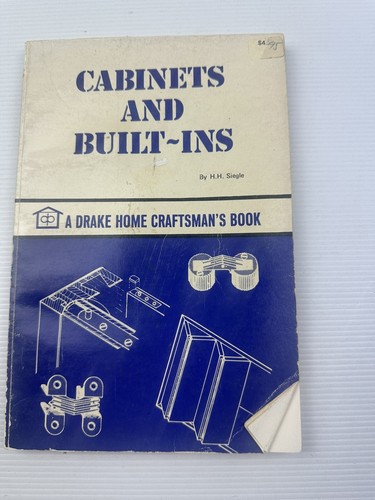 CABINETS
AND
BUILT~INS
By H.H. Siegle
A DRAKE HOME CRAFTSMAN'S BOOK